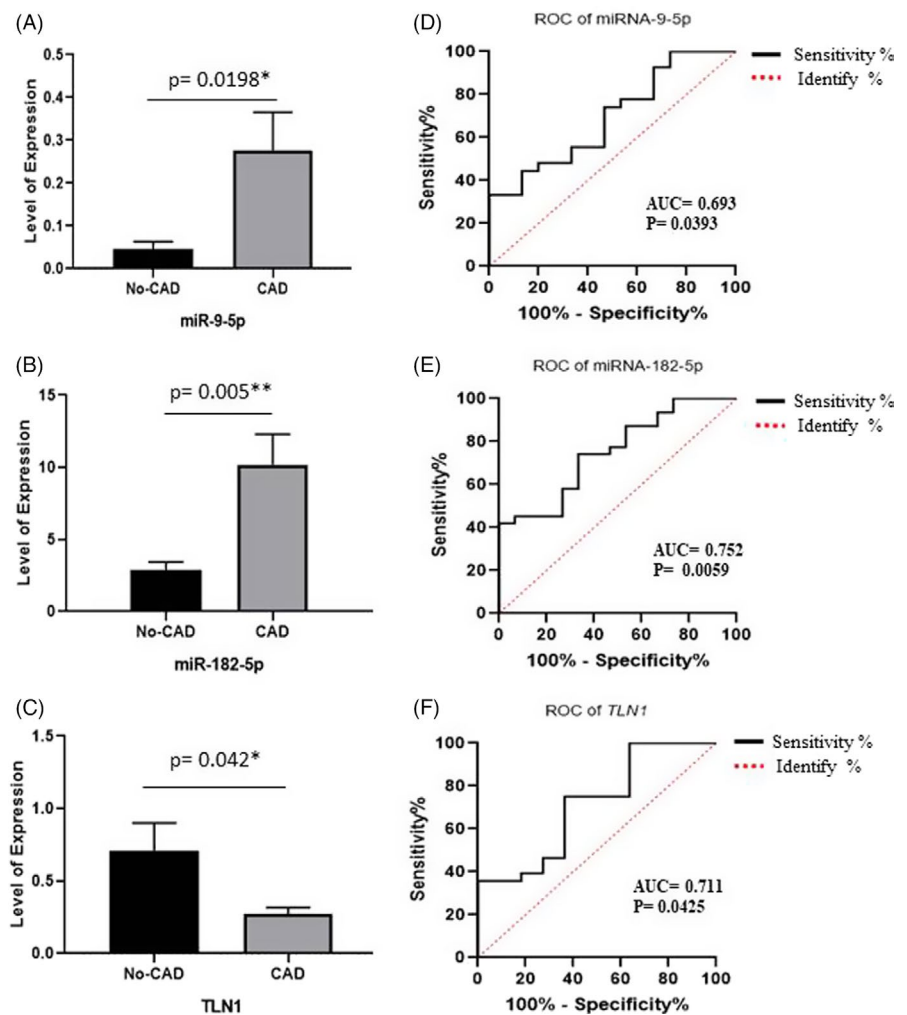 (A)
p= 0.0198*
Level of Expression
0.5
0.4
0.3
0.2
0.1
0.0
No-CAD CAD
miR-9-5p
(D)
ROC of miRNA-9-5p
Sensitivity %
Identify %
Sensitivity%
100
80
60
40
20
0
AUC= 0.693
P= 0.0393
0 20 40 60 80 100
100% - Specificity%
(B)
p= 0.005**
Level of Expression
15
10
5
0
No-CAD CAD
miR-182-5p
(E)
ROC of miRNA-182-5p
Sensitivity %
Identify %
Sensitivity%
100
80
60
40
20
0
AUC= 0.752
P= 0.0059
0 20 40 60 80 100
100% - Specificity%
(C)
p= 0.042*
Level of Expression
1.5
1.0
0.5
0.0
No-CAD CAD
TLN1
(F)
ROC of TLN1
Sensitivity %
Identify %
Sensitivity%
100
80
60
40
20
0
AUC= 0.711
P= 0.0425
0 20 40 60 80 100
100% - Specificity%